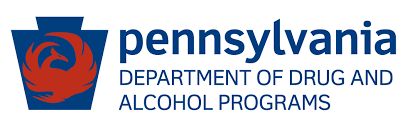 pennsylvania
DEPARTMENT OF DRUG AND
ALCOHOL PROGRAMS